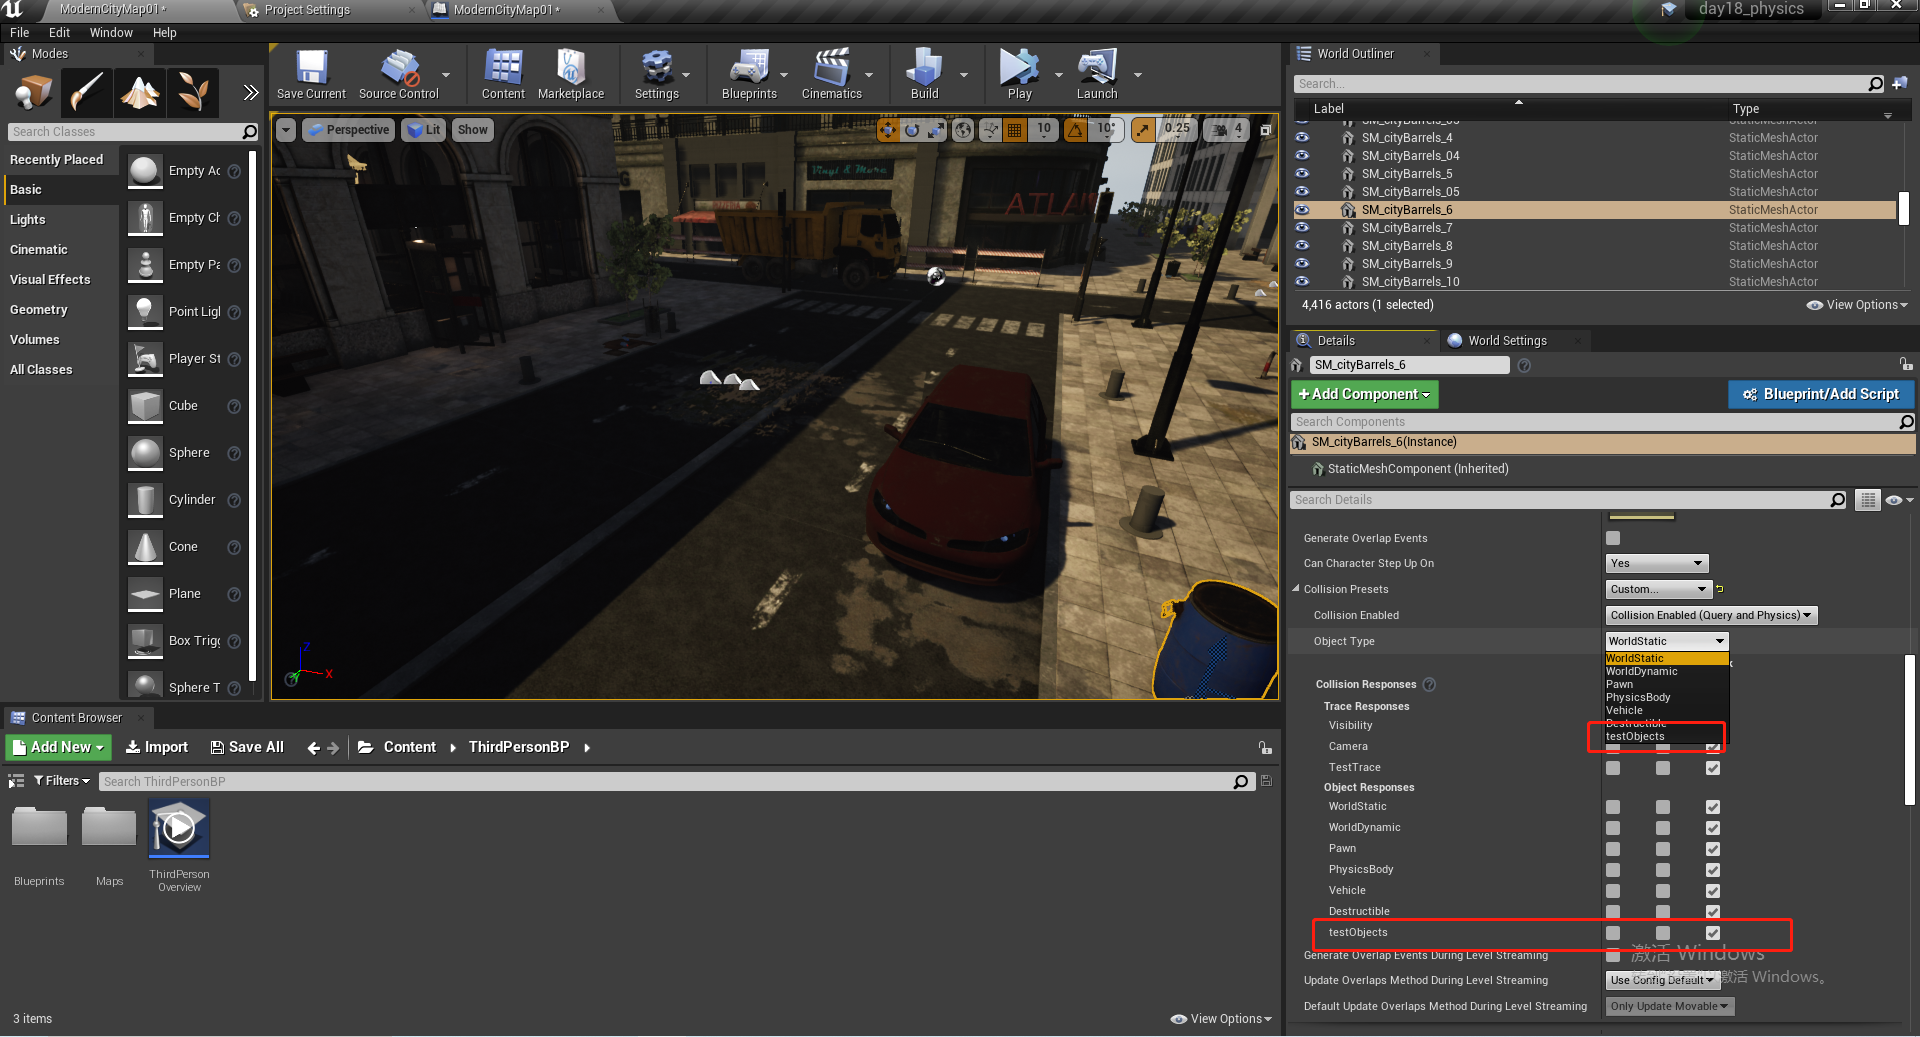 ModernCityMap01*
Project Settings
ModernCityMap01*
day18_physics
File Edit Window Help
Modes
Search Classes
Recently Placed
Basic
Lights
Cinematic
Visual Effects
Geometry
Volumes
All Classes
Empty Ac
Empty Ch
Empty Pa
Point Ligl
Player St
Cube
Sphere
Cylinder
Cone
Plane
Box Trigg
Sphere T
Save Current
Source Control
Content
Marketplace
Settings
Blueprints
Cinematics
Build
Play
Launch
Perspective
Lit
Show
10
10°
0.25
4
Vinyl & More
ATLA
Z
X
World Outliner
Search...
Label
Type
SM_cityBarrels_4 StaticMeshActor
SM_cityBarrels_04 StaticMeshActor
SM_cityBarrels_5 StaticMeshActor
SM_cityBarrels_05 StaticMeshActor
SM_cityBarrels_6 StaticMeshActor
SM_cityBarrels_7 StaticMeshActor
SM_cityBarrels_8 StaticMeshActor
SM_cityBarrels_9 StaticMeshActor
SM_cityBarrels_10 StaticMeshActor
4,416 actors (1 selected)
View Options
Details
World Settings
SM_cityBarrels_6
+Add Component
Blueprint/Add Script
Search Components
SM_cityBarrels_6(Instance)
StaticMeshComponent (Inherited)
Search Details
Generate Overlap Events
Can Character Step Up On Yes
Collision Presets Custom...
Collision Enabled Collision Enabled (Query and Physics)
Object Type WorldStatic
WorldStatic
WorldDynamic
Pawn
PhysicsBody
Vehicle
Destructible
testObjects
Collision Responses
Trace Responses
Visibility
Camera
TestTrace
Object Responses
WorldStatic
WorldDynamic
Pawn
PhysicsBody
Vehicle
Destructible
testObjects
Generate Overlap Events During Level Streaming
Update Overlaps Method During Level Streaming Use Config Default
Default Update Overlaps Method During Level Streaming Only Update Movable
激活 Windows
激活 Windows。
Content Browser
Add New
Import
Save All
Content
ThirdPersonBP
Filters
Search ThirdPersonBP
Blueprints
Maps
ThirdPerson
Overview
3 items
View Options